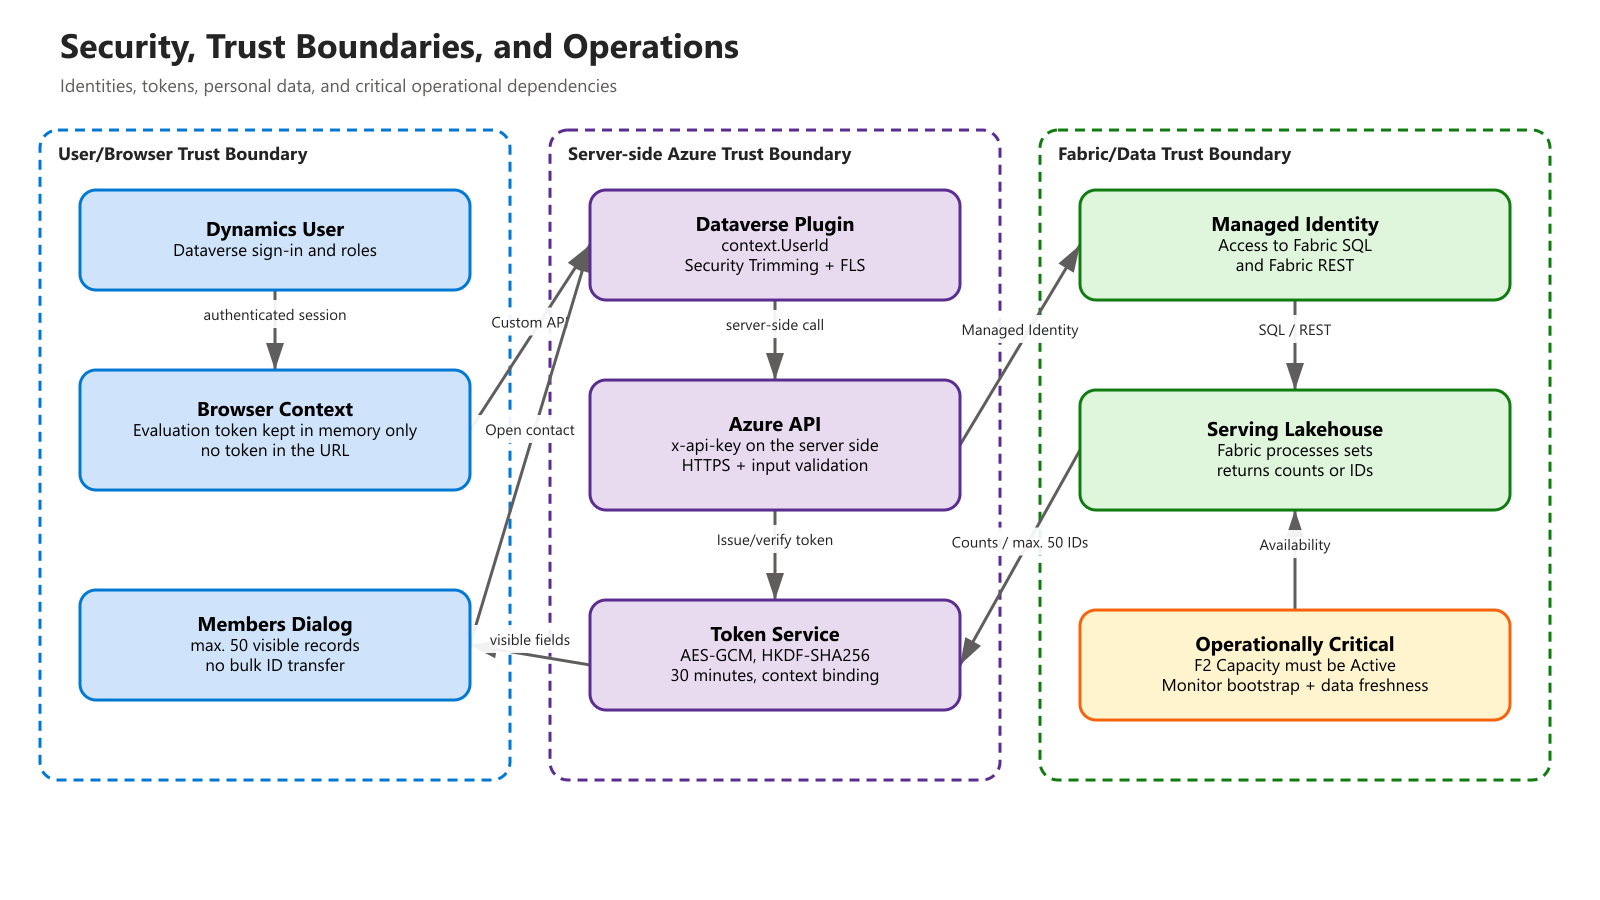 Security, Trust Boundaries, and Operations
Identities, tokens, personal data, and critical operational dependencies
User/Browser Trust Boundary
Dynamics User
Dataverse sign-in and roles
authenticated session
Browser Context
Evaluation token kept in memory only
no token in the URL
Members Dialog
max. 50 visible records
no bulk ID transfer
Custom API
Open contact
visible fields
Server-side Azure Trust Boundary
Dataverse Plugin
context.UserId
Security Trimming + FLS
server-side call
Azure API
x-api-key on the server side
HTTPS + input validation
Issue/verify token
Token Service
AES-GCM, HKDF-SHA256
30 minutes, context binding
Managed Identity
Counts / max. 50 IDs
Fabric/Data Trust Boundary
Managed Identity
Access to Fabric SQL
and Fabric REST
SQL / REST
Serving Lakehouse
Fabric processes sets
returns counts or IDs
Availability
Operationally Critical
F2 Capacity must be Active
Monitor bootstrap + data freshness